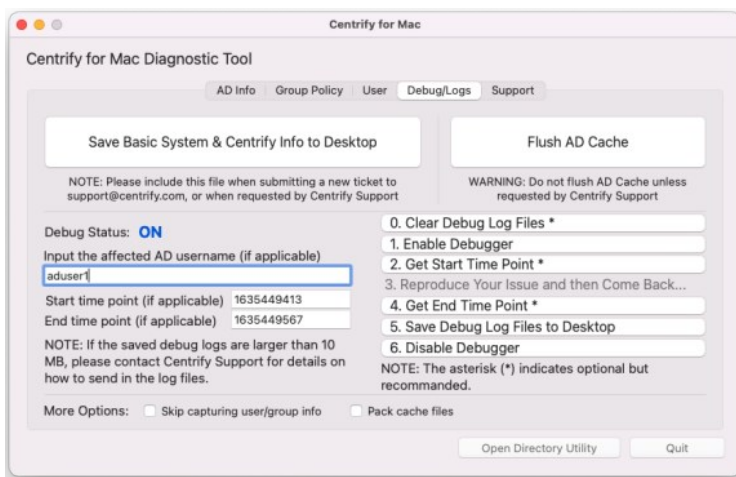 Centrify for Mac
Centrify for Mac Diagnostic Tool
AD Info Group Policy User Debug/Logs Support
Save Basic System & Centrify Info to Desktop
Flush AD Cache
NOTE: Please include this file when submitting a new ticket to
support@centrify.com, or when requested by Centrify Support
WARNING: Do not flush AD Cache unless
requested by Centrify Support
Debug Status: ON
Input the affected AD username (if applicable)
aduser1
Start time point (if applicable) 1635449413
End time point (if applicable) 1635449567
NOTE: If the saved debug logs are larger than 10
MB, please contact Centrify Support for details on
how to send in the log files.
0. Clear Debug Log Files *
1. Enable Debugger
2. Get Start Time Point *
3. Reproduce Your Issue and then Come Back...
4. Get End Time Point *
5. Save Debug Log Files to Desktop
6. Disable Debugger
NOTE: The asterisk (*) indicates optional but
recommanded.
More Options: Skip capturing user/group info Pack cache files
Open Directory Utility Quit